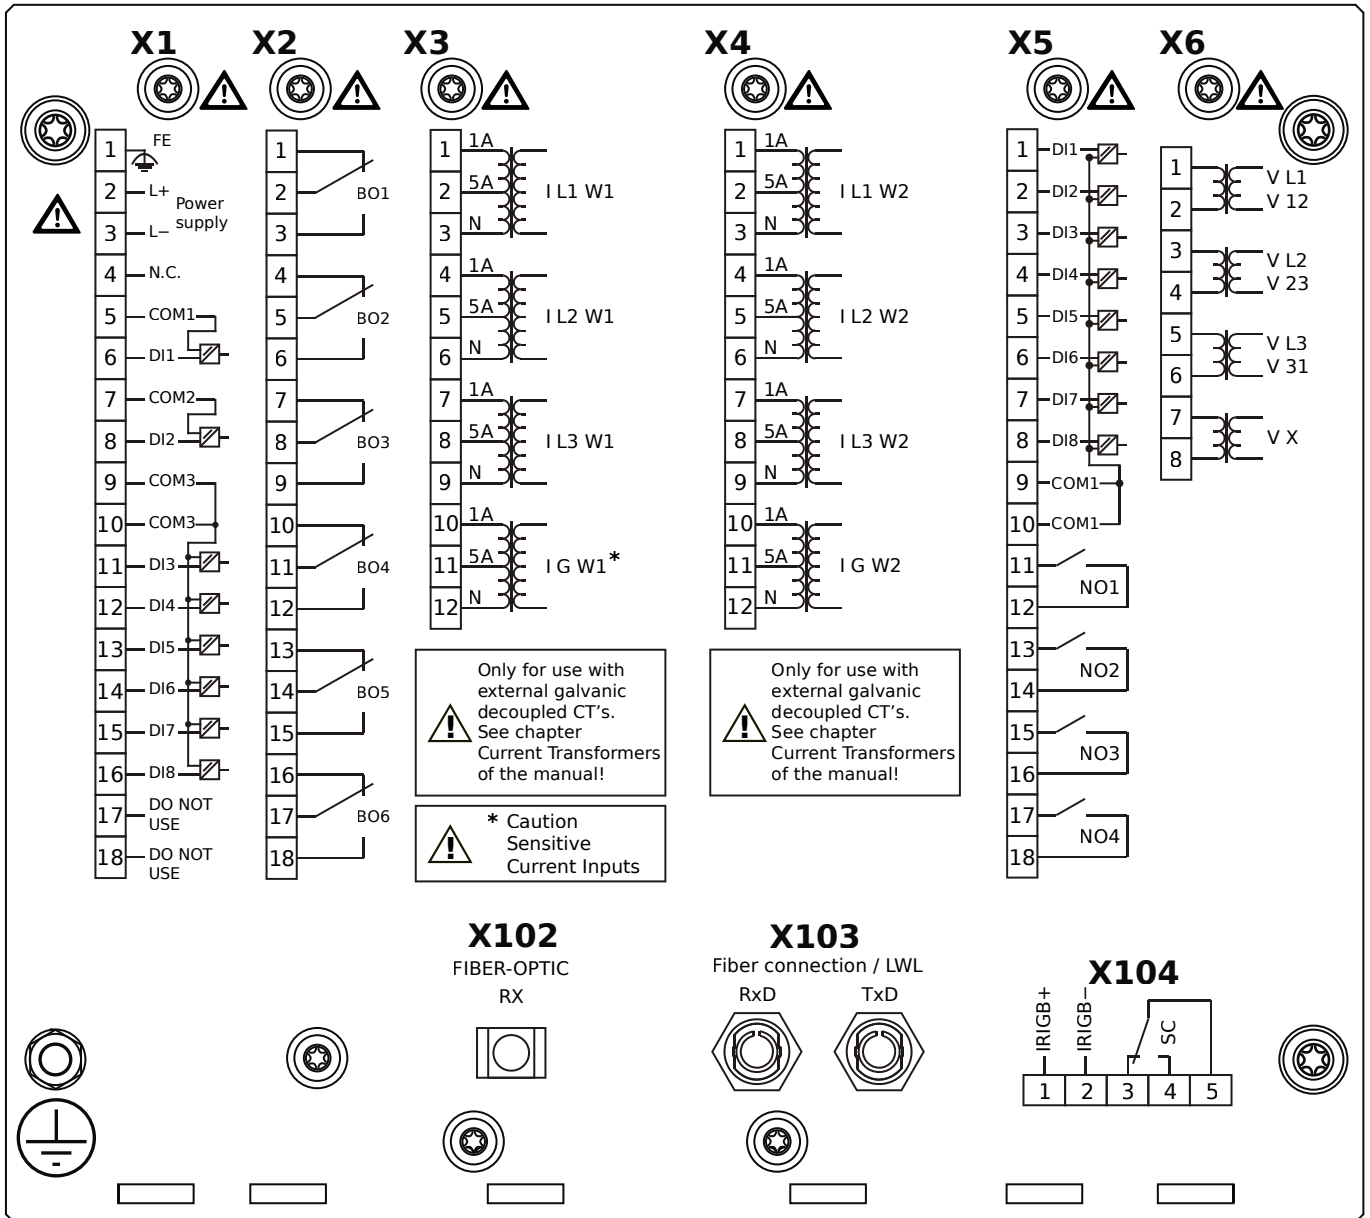 X1 X2 X3 X4 X5 X6
1 FE
2 L+
Power
supply
3 L−
4 N.C.
5 COM1
6 DI1
7 COM2
8 DI2
9 COM3
10 COM3
11 DI3
12 DI4
13 DI5
14 DI6
15 DI7
16 DI8
17 DO NOT
USE
18 DO NOT
USE
1
2 BO1
3
4
5 BO2
6
7
8 BO3
9
10
11 BO4
12
13
14 BO5
15
16
17 BO6
18
1 1A
2 5A I L1 W1
3 N
4 1A
5 5A I L2 W1
6 N
7 1A
8 5A I L3 W1
9 N
10 1A
11 5A I G W1*
12 N
Only for use with
external galvanic
decoupled CT's.
See chapter
Current Transformers
of the manual!
* Caution
Sensitive
Current Inputs
1 1A
2 5A I L1 W2
3 N
4 1A
5 5A I L2 W2
6 N
7 1A
8 5A I L3 W2
9 N
10 1A
11 5A I G W2
12 N
Only for use with
external galvanic
decoupled CT's.
See chapter
Current Transformers
of the manual!
1 DI1
2 DI2
3 DI3
4 DI4
5 DI5
6 DI6
7 DI7
8 DI8
9 COM1
10 COM1
11
NO1
12
13
NO2
14
15
NO3
16
17
NO4
18
1 V L1
2 V 12
3 V L2
4 V 23
5 V L3
6 V 31
7
V X
8
X102
FIBER-OPTIC
RX
X103
Fiber connection / LWL
RxD TxD
X104
IRIGB+
IRIGB−
SC
1 2 3 4 5